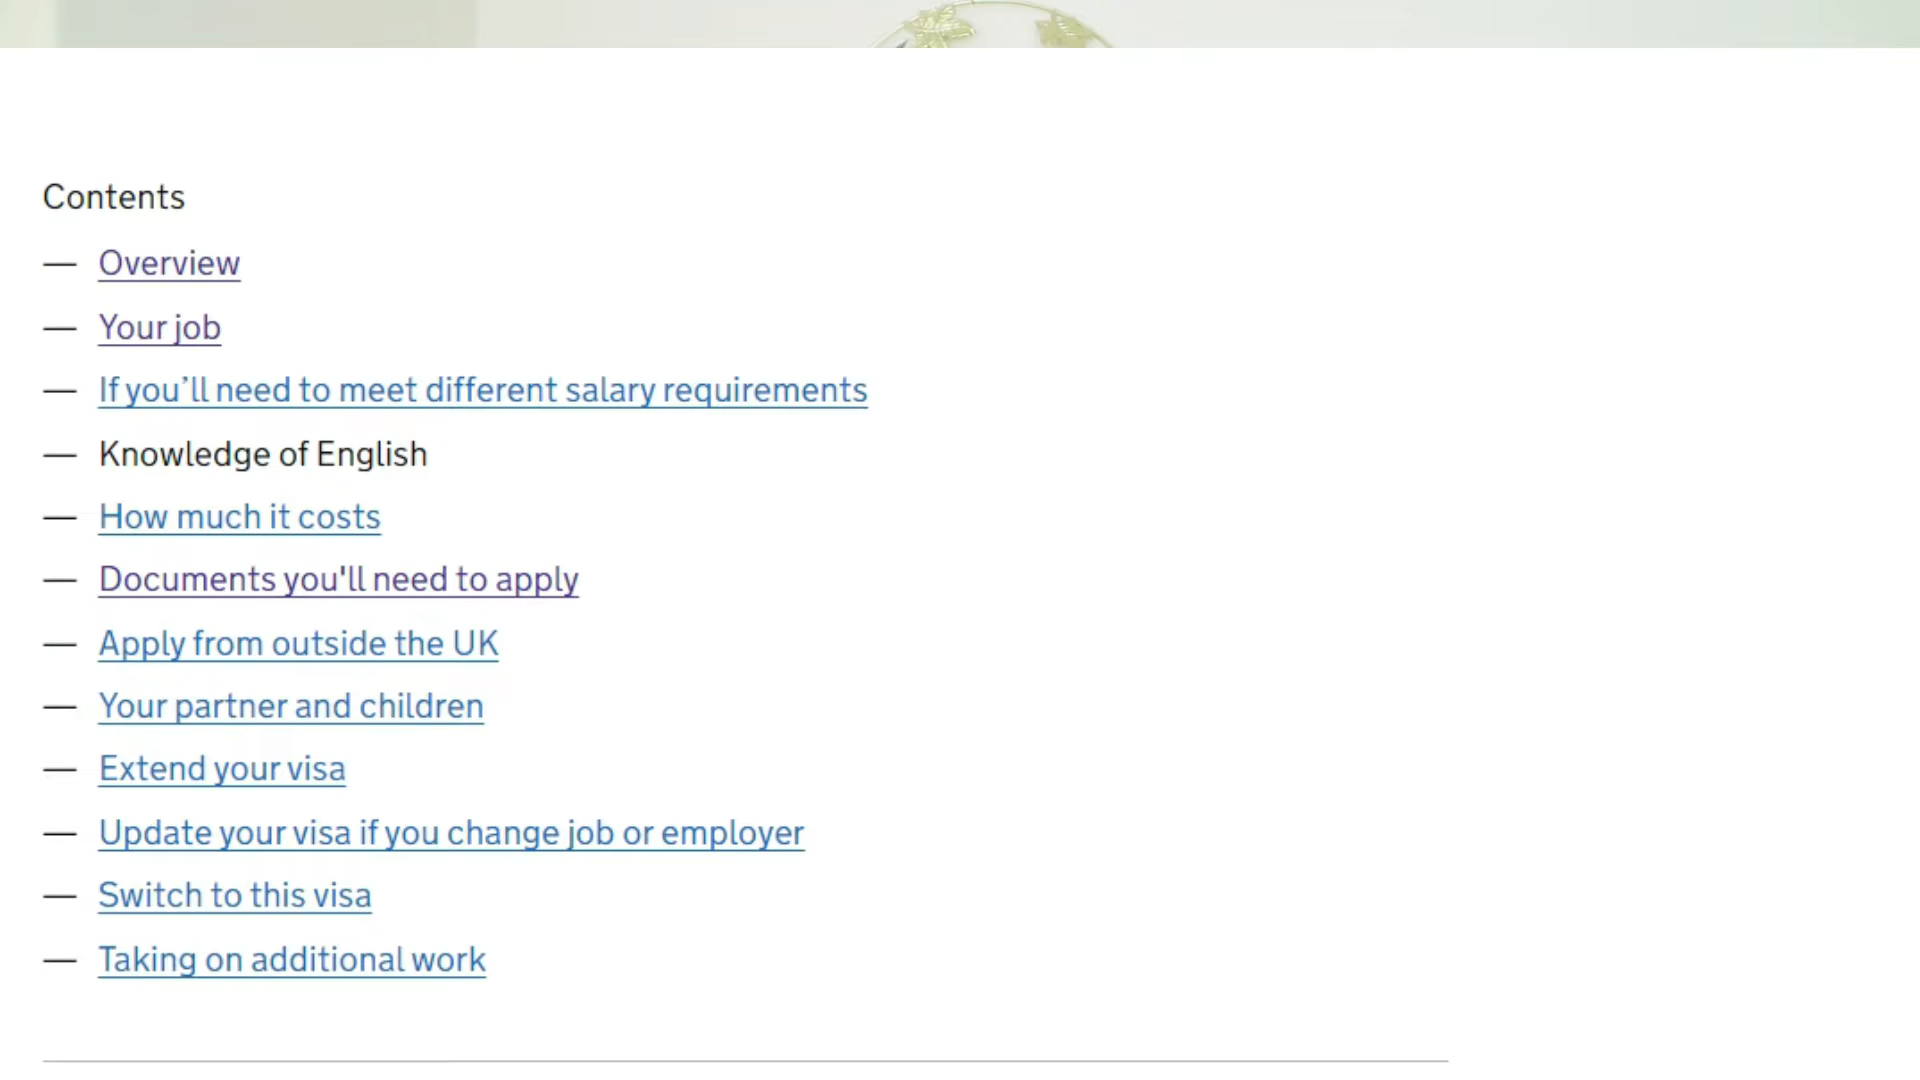 Contents
— Overview
— Your job
— If you’ll need to meet different salary requirements
— Knowledge of English
— How much it costs
— Documents you'll need to apply
— Apply from outside the UK
— Your partner and children
— Extend your visa
— Update your visa if you change job or employer
— Switch to this visa
— Taking on additional work